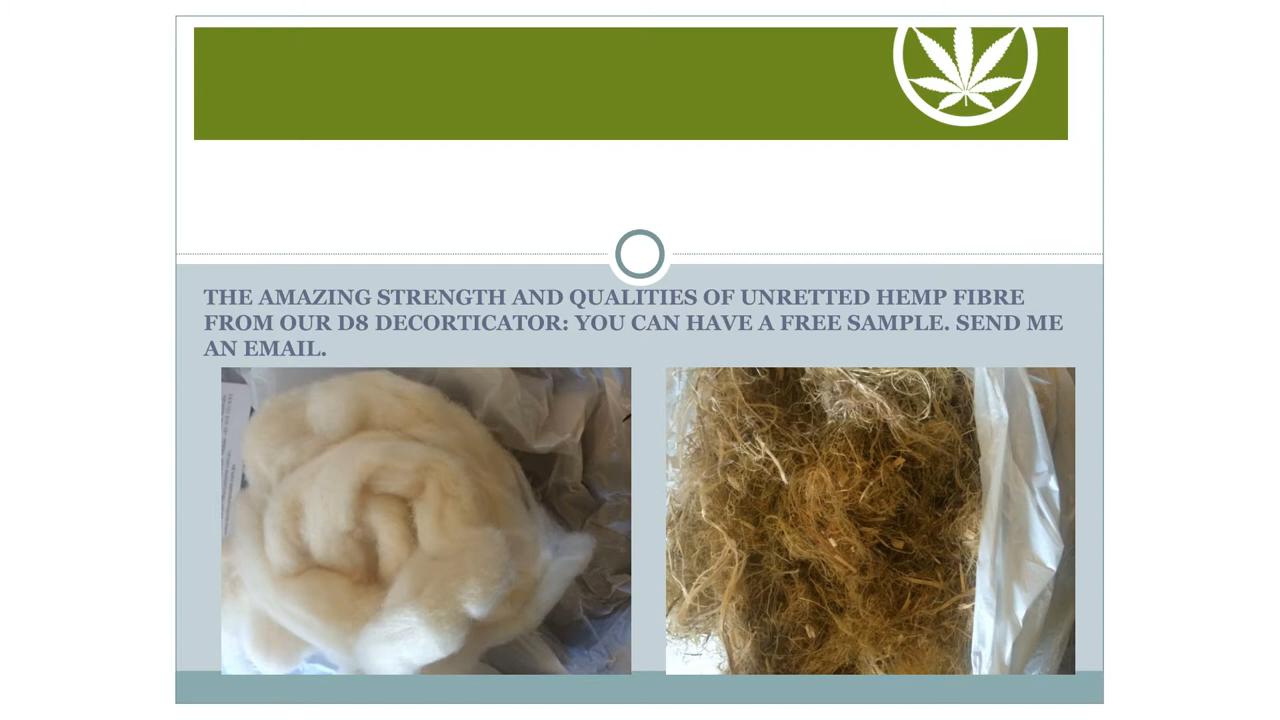 THE AMAZING STRENGTH AND QUALITIES OF UNRETTED HEMP FIBRE
FROM OUR D8 DECORTICATOR: YOU CAN HAVE A FREE SAMPLE. SEND ME
AN EMAIL.